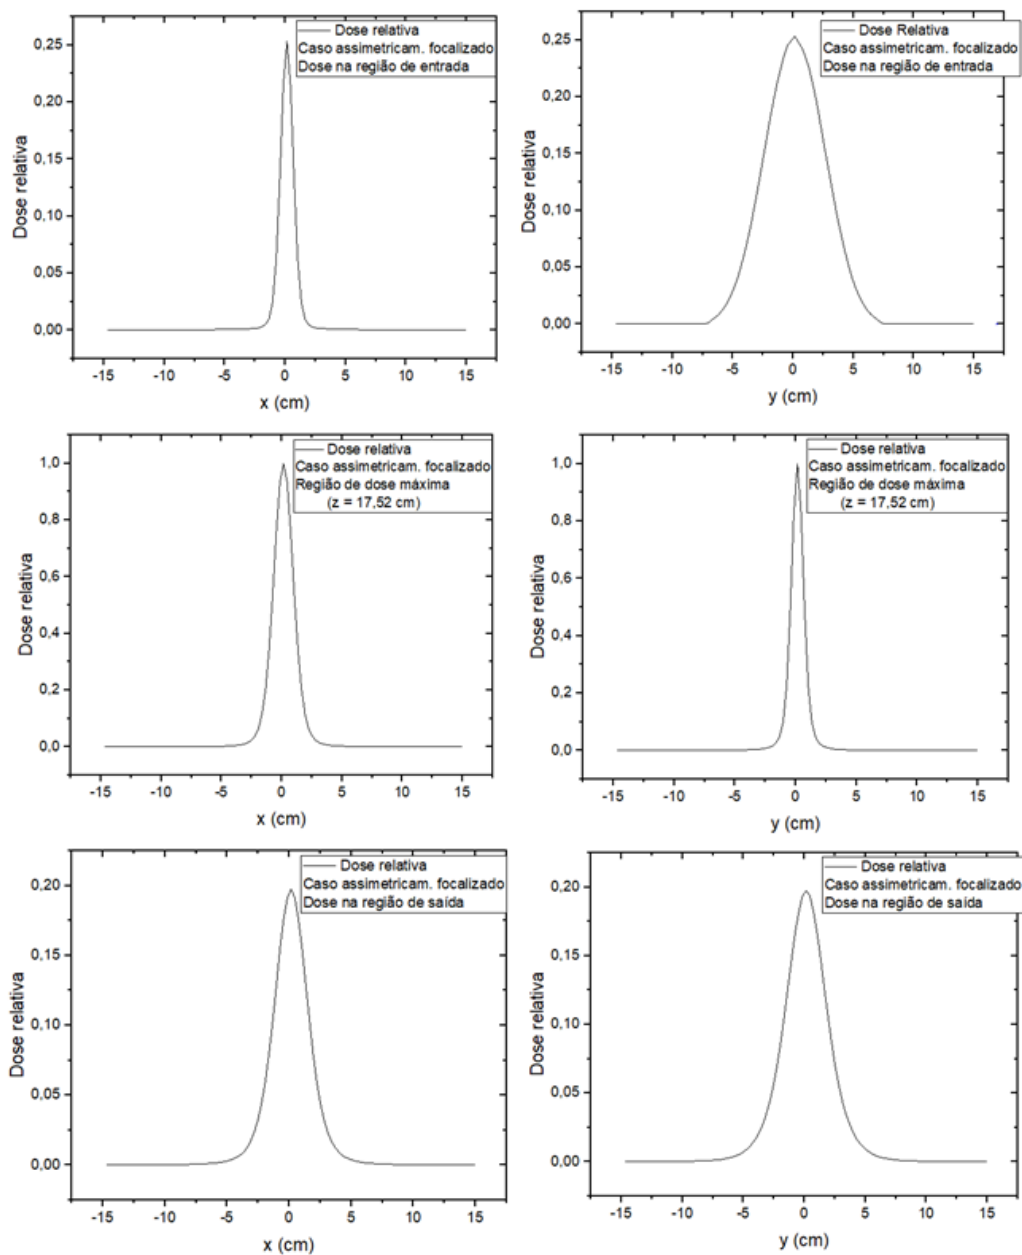 Dose relativa
Caso assimetricam. focalizado
Dose na região de entrada
0,25
0,20
0,15
0,10
0,05
0,00
Dose relativa
-15 -10 -5 0 5 10 15
x (cm)
Dose Relativa
Caso assimetricam. focalizado
Dose na região de entrada
0,25
0,20
0,15
0,10
0,05
0,00
Dose relativa
-15 -10 -5 0 5 10 15
y (cm)
Dose relativa
Caso assimetricam. focalizado
Região de dose máxima
(z = 17,52 cm)
1,0
0,8
0,6
0,4
0,2
0,0
Dose relativa
-15 -10 -5 0 5 10 15
x (cm)
Dose relativa
Caso assimetricam. focalizado
Região de dose máxima
(z = 17,52 cm)
1,0
0,8
0,6
0,4
0,2
0,0
Dose relativa
-15 -10 -5 0 5 10 15
y (cm)
Dose relativa
Caso assimetricam. focalizado
Dose na região de saída
0,20
0,15
0,10
0,05
0,00
Dose relativa
-15 -10 -5 0 5 10 15
x (cm)
Dose relativa
Caso assimetricam. focalizado
Dose na região de saída
0,20
0,15
0,10
0,05
0,00
Dose relativa
-15 -10 -5 0 5 10 15
y (cm)